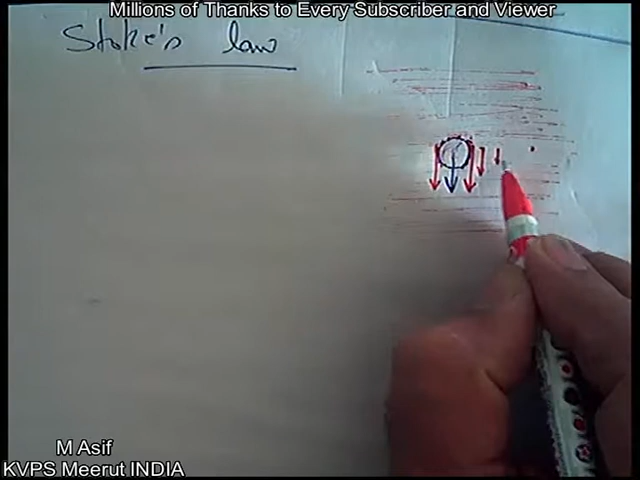 Millions of Thanks to Every Subscriber and Viewer
Stoke's law
M Asif
KVPS Meerut INDIA